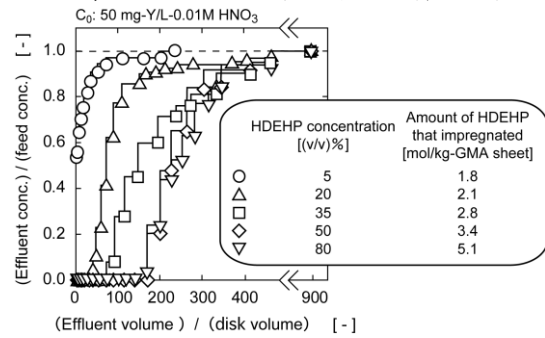 C₀: 50 mg-Y/L-0.01M HNO₃
(Effluent conc.) / (feed conc.) [ - ]
1.0
0.8
0.6
0.4
0.2
0.0
0 100 200 300 400 900
(Effluent volume ) / (disk volume) [ - ]
HDEHP concentration [(v/v)%]
Amount of HDEHP that impregnated [mol/kg-GMA sheet]
5 1.8
20 2.1
35 2.8
50 3.4
80 5.1